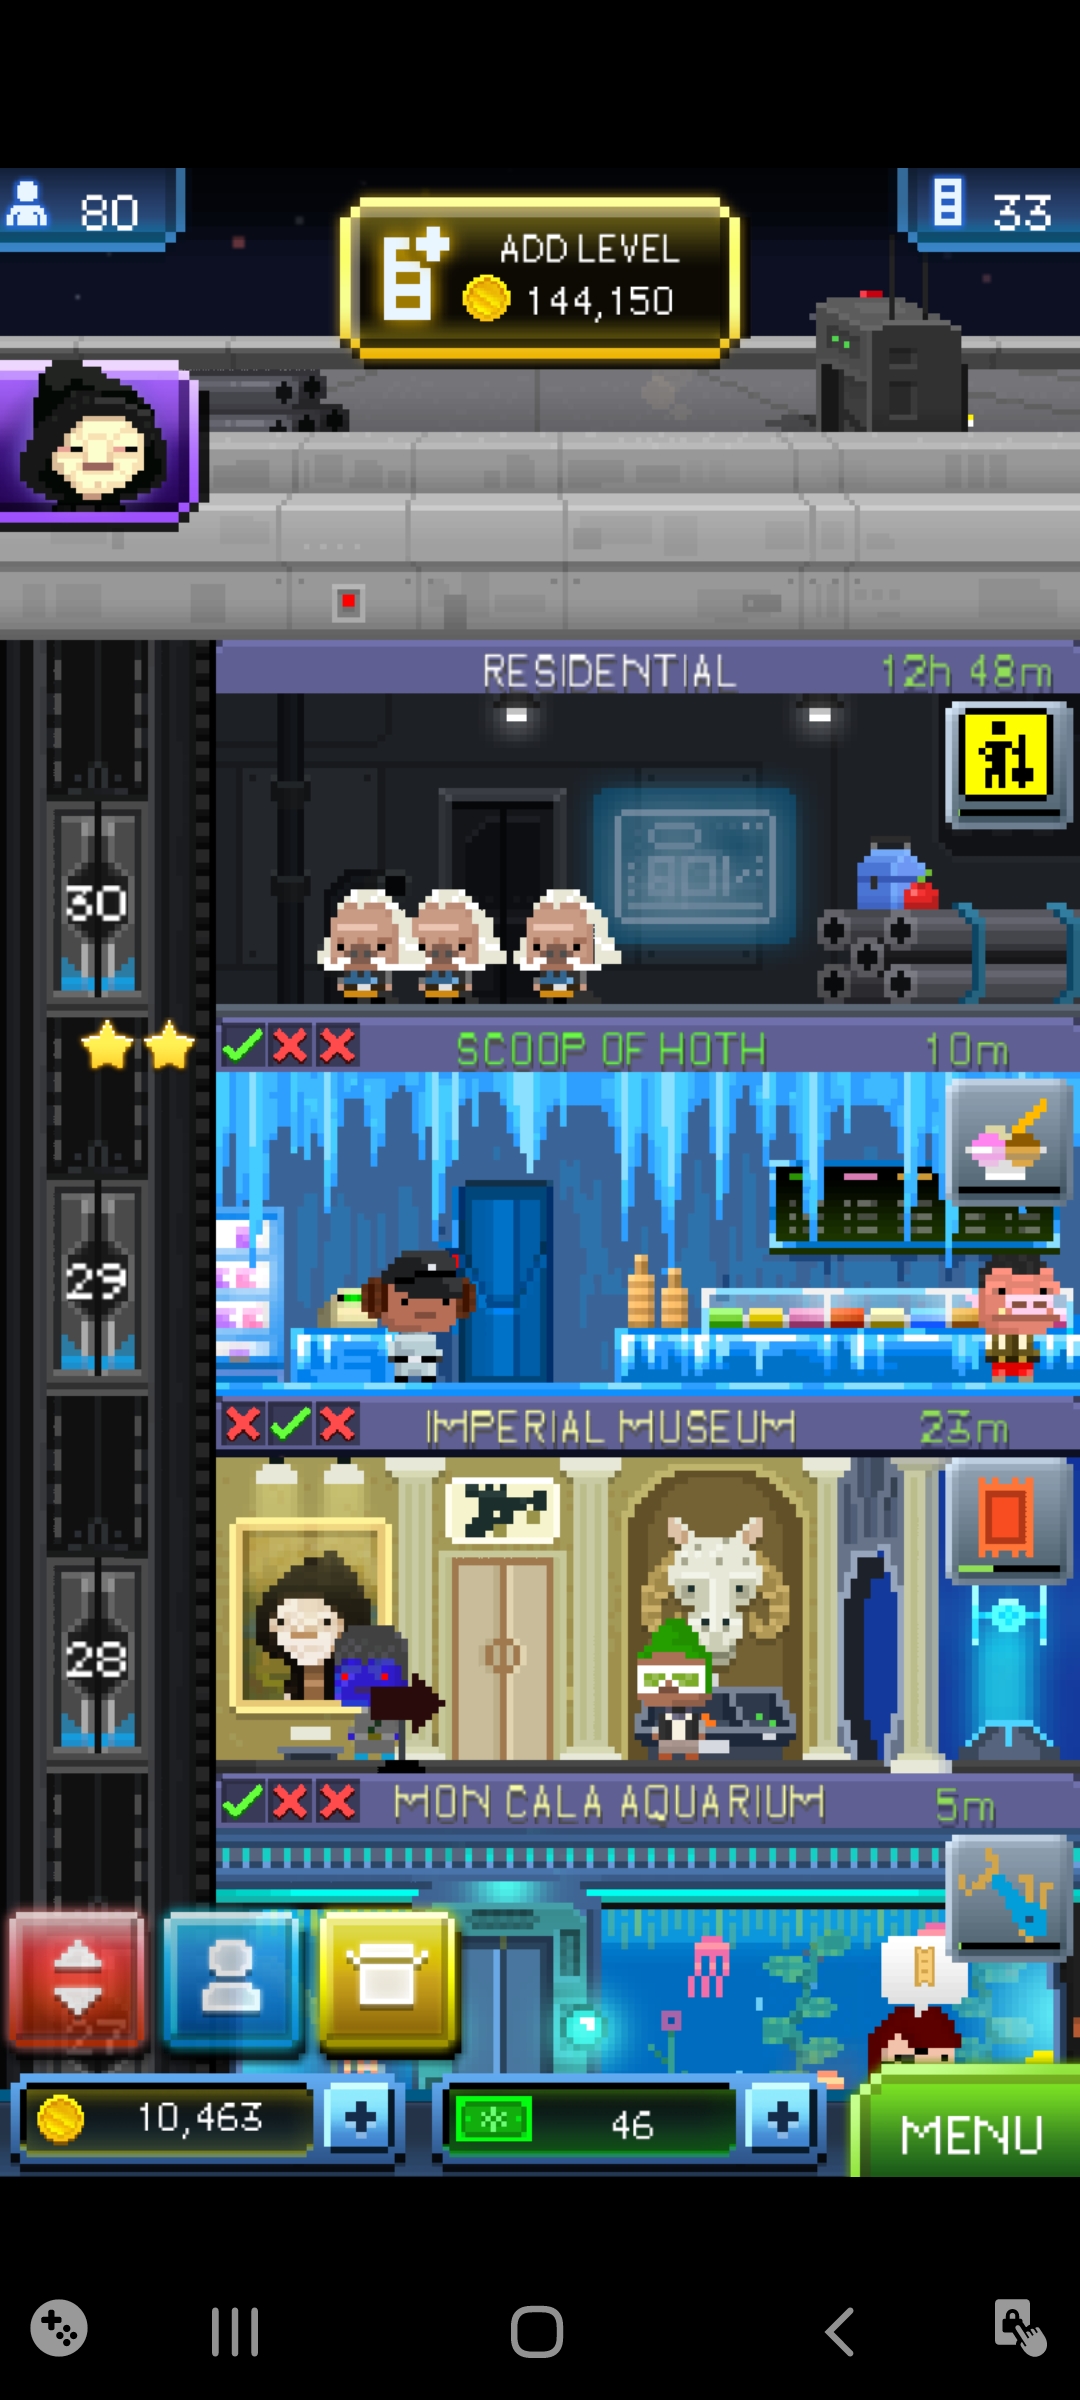 80
ADD LEVEL
144,150
33
RESIDENTIAL
12h 48m
30
SCOOP OF HOTH
10m
29
IMPERIAL MUSEUM
23m
28
MON CALA AQUARIUM
5m
27
10,463
46
MENU